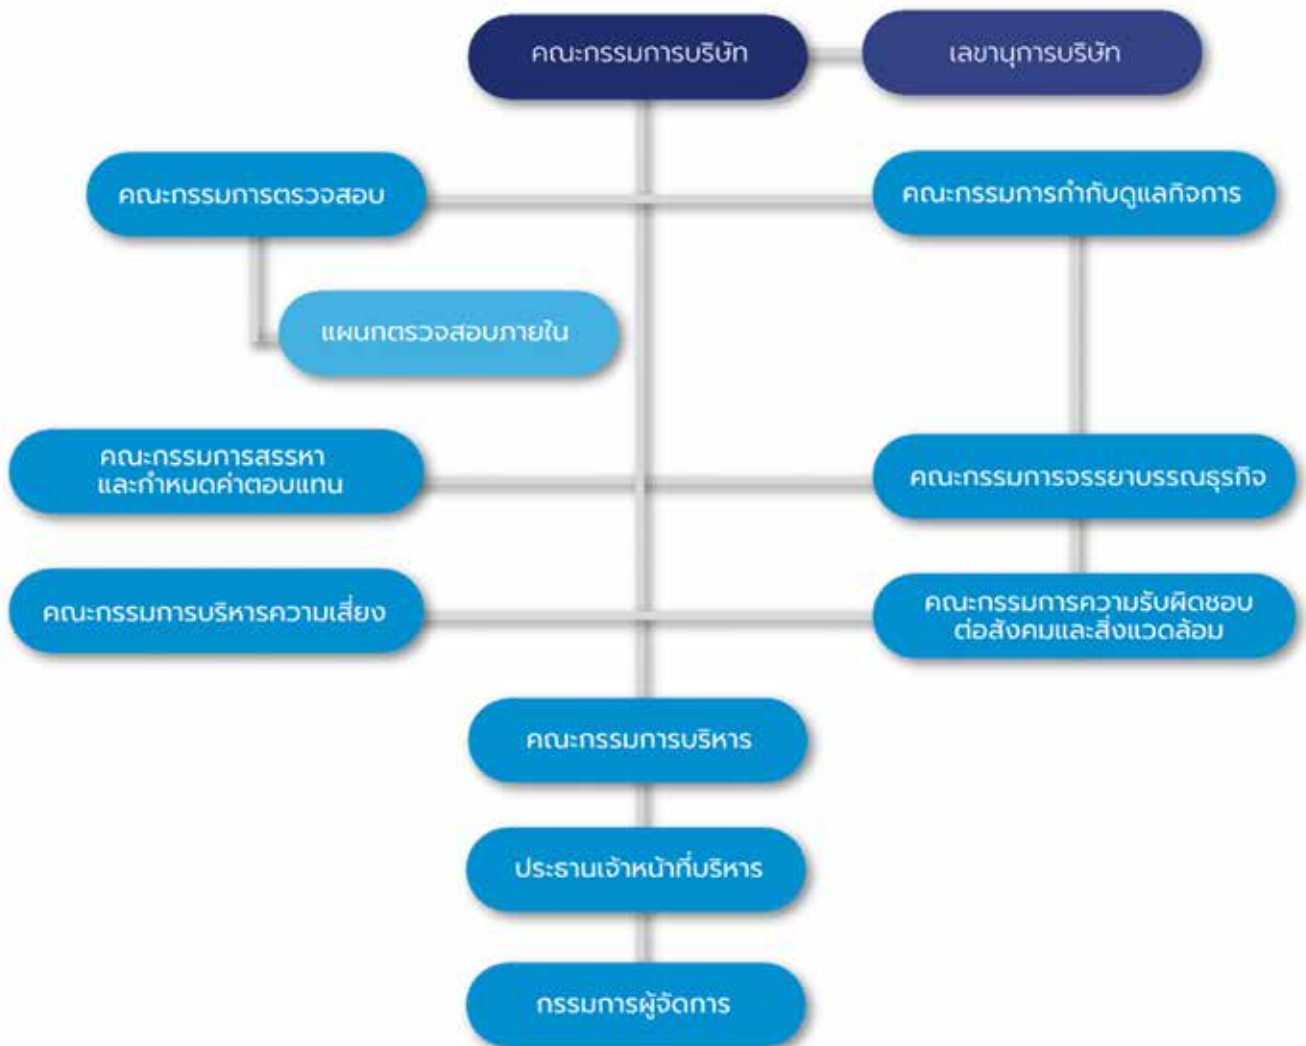 คณะกรรมการบริษัท
เลขานุการบริษัท
คณะกรรมการตรวจสอบ
คณะกรรมการกำกับดูแลกิจการ
แผนกตรวจสอบภายใน
คณะกรรมการสรรหา
และกำหนดค่าตอบแทน
คณะกรรมการจรรยาบรรณธุรกิจ
คณะกรรมการบริหารความเสี่ยง
คณะกรรมการความรับผิดชอบ
ต่อสังคมและสิ่งแวดล้อม
คณะกรรมการบริหาร
ประธานเจ้าหน้าที่บริหาร
กรรมการผู้จัดการ